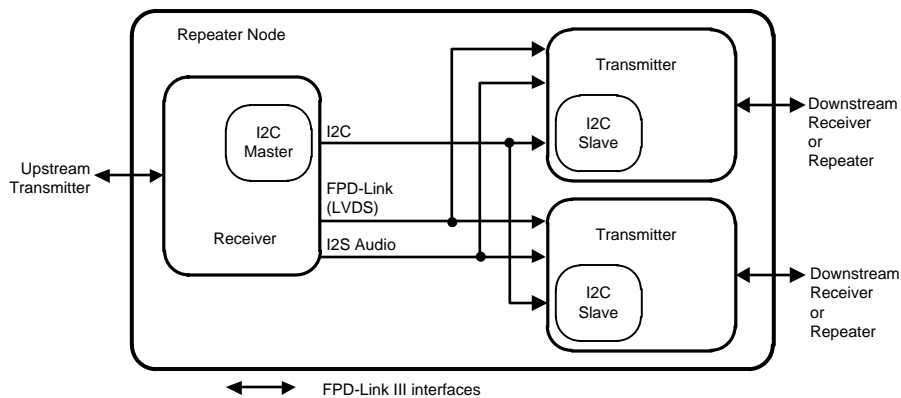 Repeater Node
Transmitter
I2C
Slave
Downstream
Receiver
or
Repeater
I2C
Master
I2C
Upstream
Transmitter
FPD-Link
(LVDS)
Receiver
I2S Audio
Transmitter
I2C
Slave
Downstream
Receiver
or
Repeater
FPD-Link III interfaces